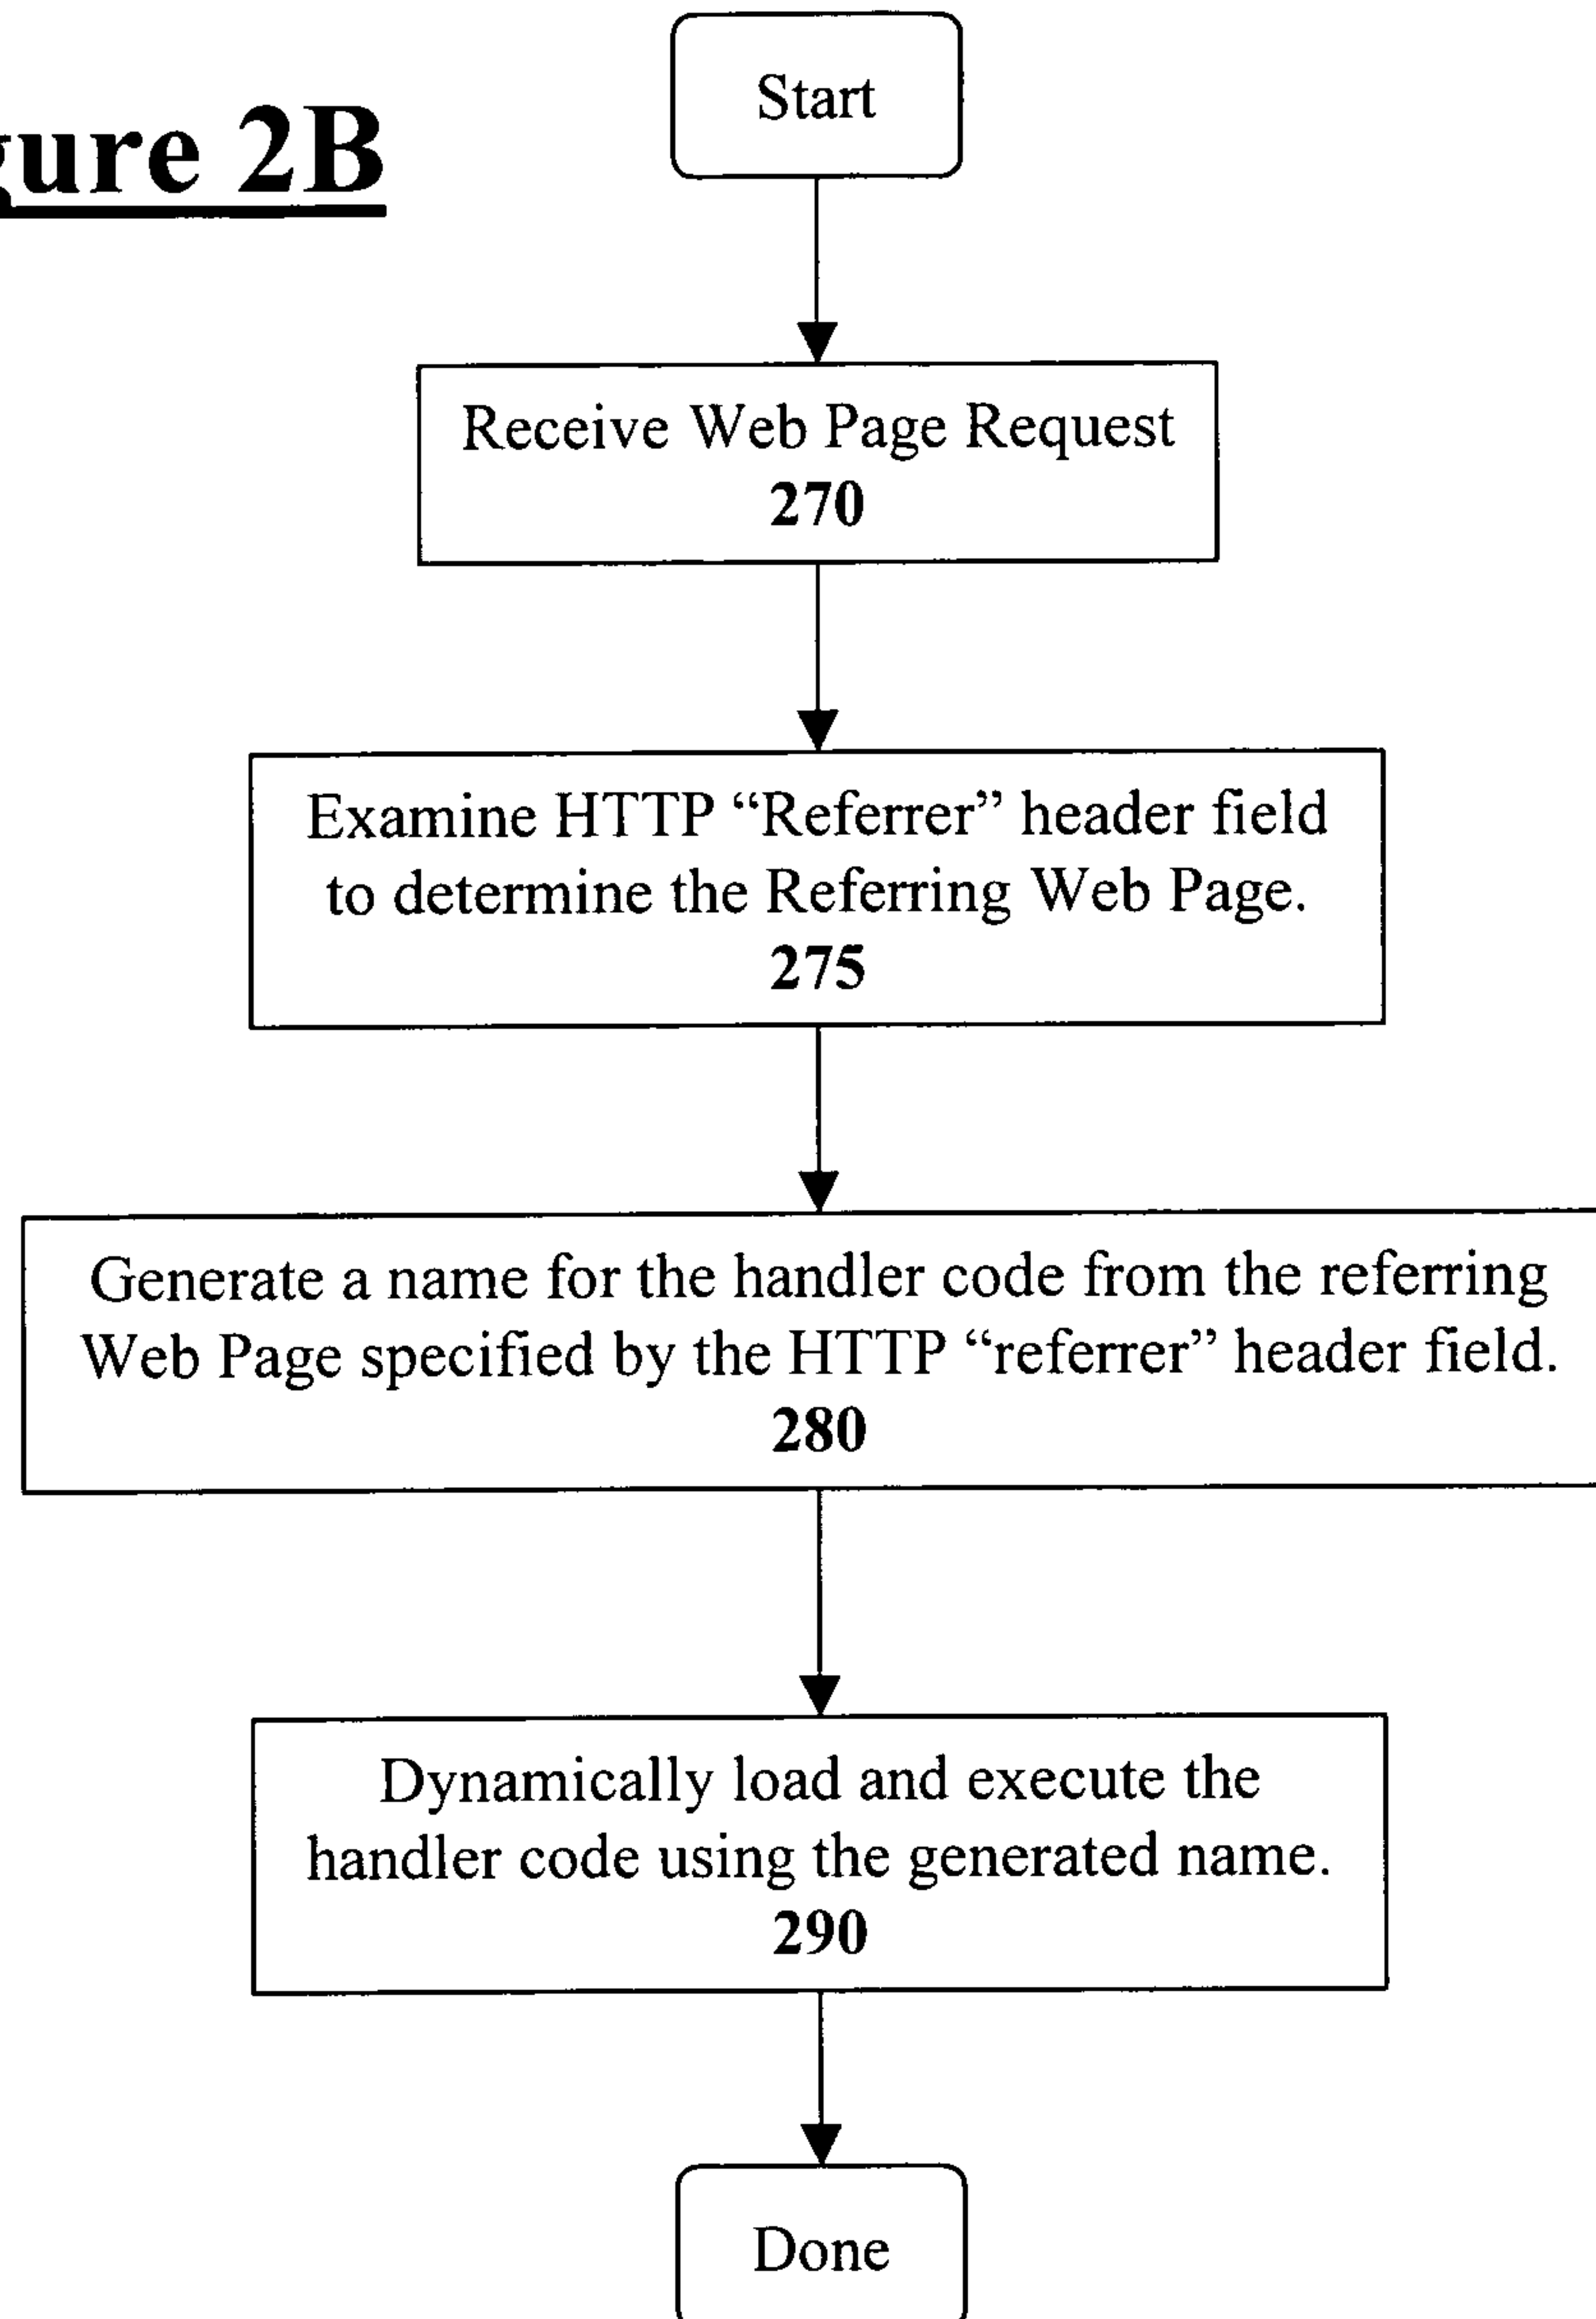 gure 2B
Start
Receive Web Page Request
270
Examine HTTP “Referrer” header field
to determine the Referring Web Page.
275
Generate a name for the handler code from the referring
Web Page specified by the HTTP “referrer” header field.
280
Dynamically load and execute the
handler code using the generated name.
290
Done